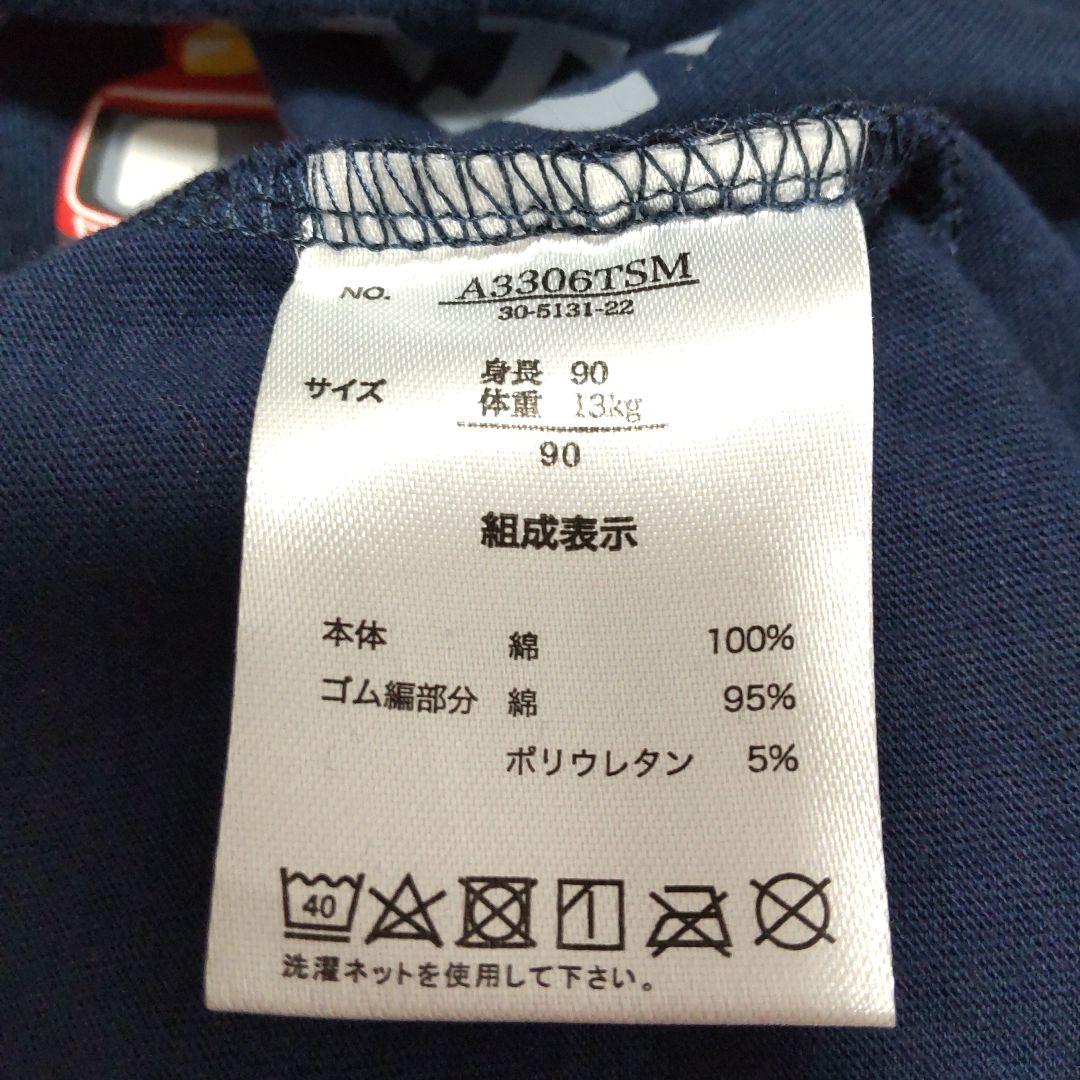 NO. A3306TSM
30-5131-22
サイズ 身長 90
体重 13kg
90
組成表示
本体 綿 100%
ゴム編部分 綿 95%
ポリウレタン 5%
40
洗濯ネットを使用して下さい。